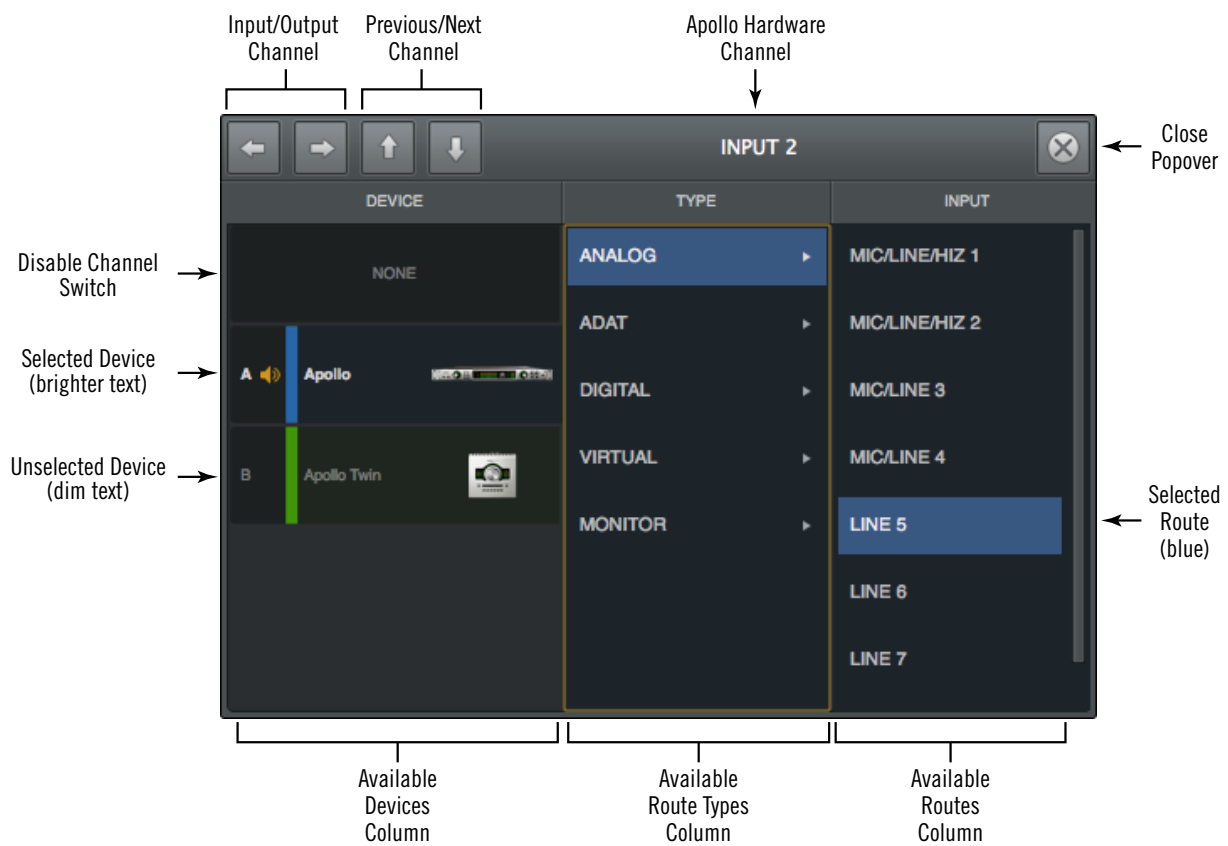 Input/Output
Channel
Previous/Next
Channel
Apollo Hardware
Channel
INPUT 2
Close
Popover
DEVICE
TYPE
INPUT
Disable Channel
Switch
NONE
Selected Device
(brighter text)
A
Apollo
Unselected Device
(dim text)
B
Apollo Twin
ANALOG
ADAT
DIGITAL
VIRTUAL
MONITOR
MIC/LINE/HIZ 1
MIC/LINE/HIZ 2
MIC/LINE 3
MIC/LINE 4
LINE 5
LINE 6
LINE 7
Selected
Route
(blue)
Available
Devices
Column
Available
Route Types
Column
Available
Routes
Column